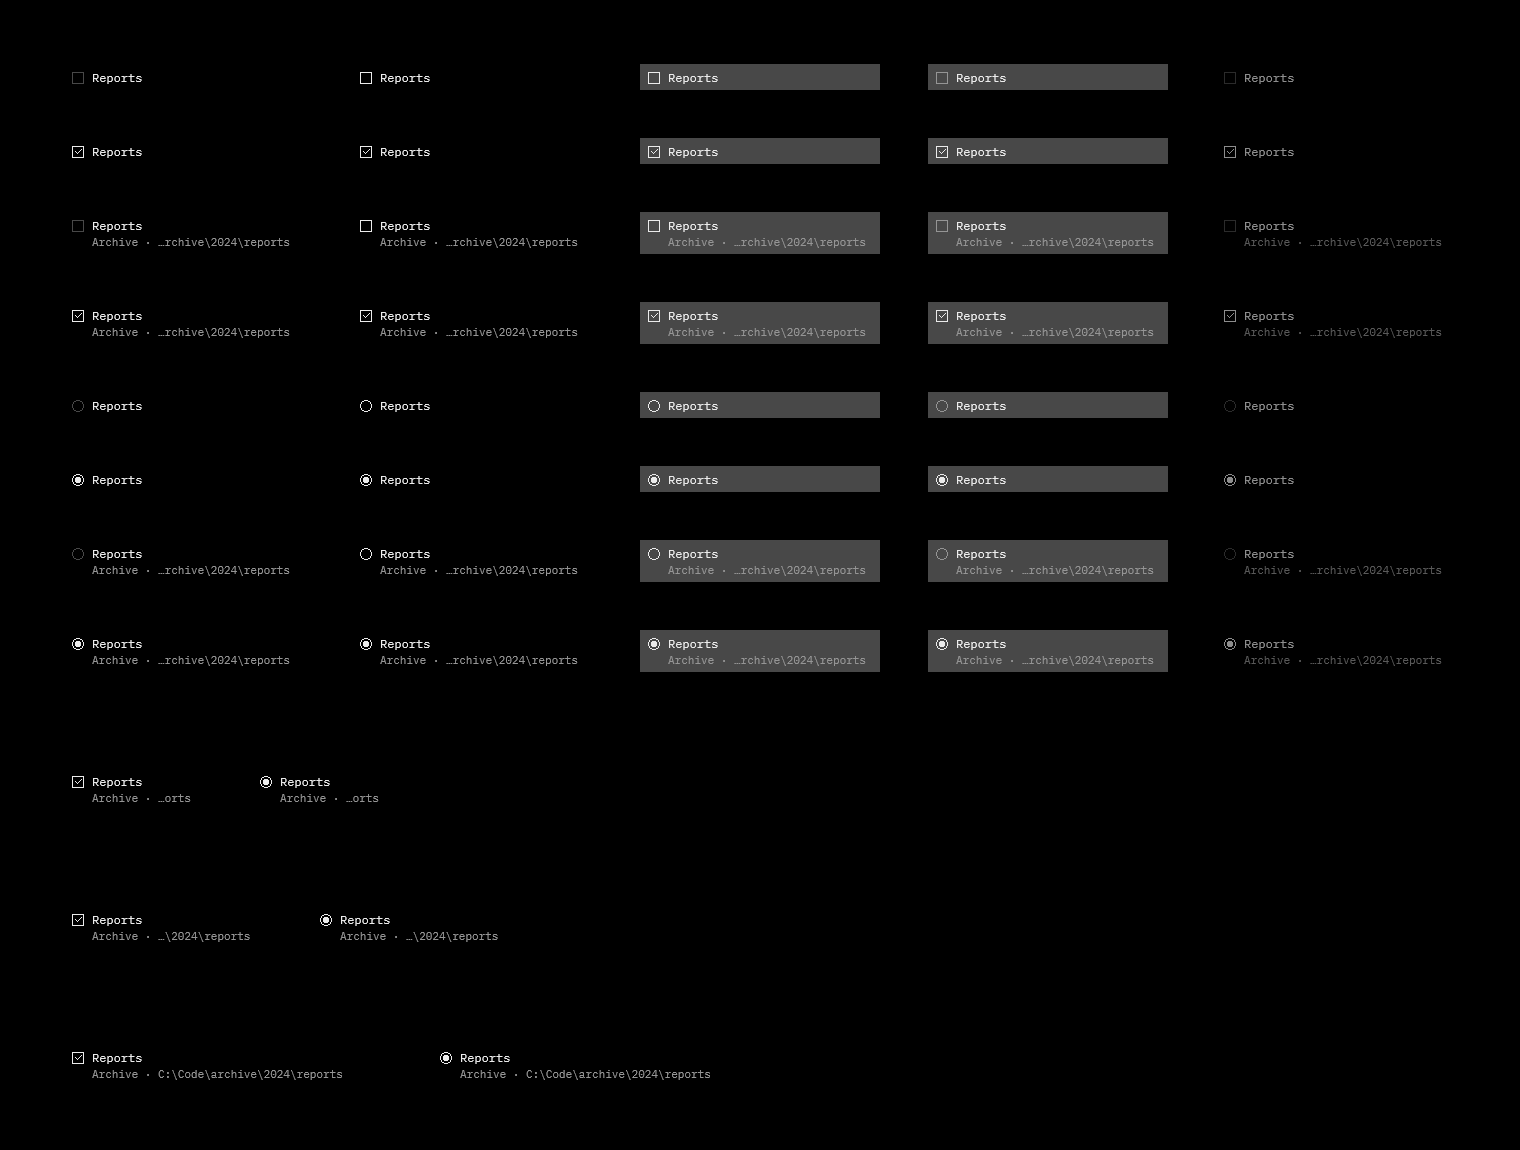 Reports Reports Reports Reports Reports
Reports Reports Reports Reports Reports
Reports Reports Reports Reports Reports
Archive · …rchive\2024\reports Archive · …rchive\2024\reports Archive · …rchive\2024\reports Archive · …rchive\2024\reports Archive · …rchive\2024\reports
Reports Reports Reports Reports Reports
Archive · …rchive\2024\reports Archive · …rchive\2024\reports Archive · …rchive\2024\reports Archive · …rchive\2024\reports Archive · …rchive\2024\reports
Reports Reports Reports Reports Reports
Reports Reports Reports Reports Reports
Reports Reports Reports Reports Reports
Archive · …rchive\2024\reports Archive · …rchive\2024\reports Archive · …rchive\2024\reports Archive · …rchive\2024\reports Archive · …rchive\2024\reports
Reports Reports Reports Reports Reports
Archive · …rchive\2024\reports Archive · …rchive\2024\reports Archive · …rchive\2024\reports Archive · …rchive\2024\reports Archive · …rchive\2024\reports
Reports Reports
Archive · …orts Archive · …orts
Reports Reports
Archive · …\2024\reports Archive · …\2024\reports
Reports Reports
Archive · C:\Code\archive\2024\reports Archive · C:\Code\archive\2024\reports